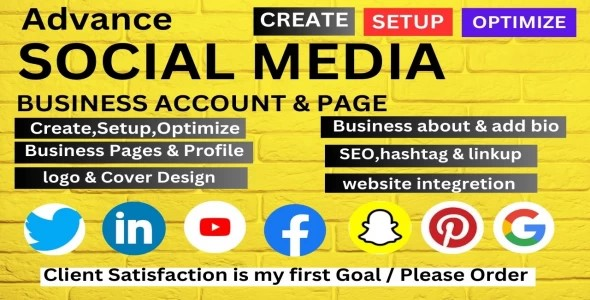 Advance
CREATE
SETUP
OPTIMIZE
SOCIAL MEDIA
BUSINESS ACCOUNT & PAGE
Create,Setup,Optimize
Business Pages & Profile
logo & Cover Design
Business about & add bio
SEO,hashtag & linkup
website integretion
in
f
G
Client Satisfaction is my first Goal / Please Order